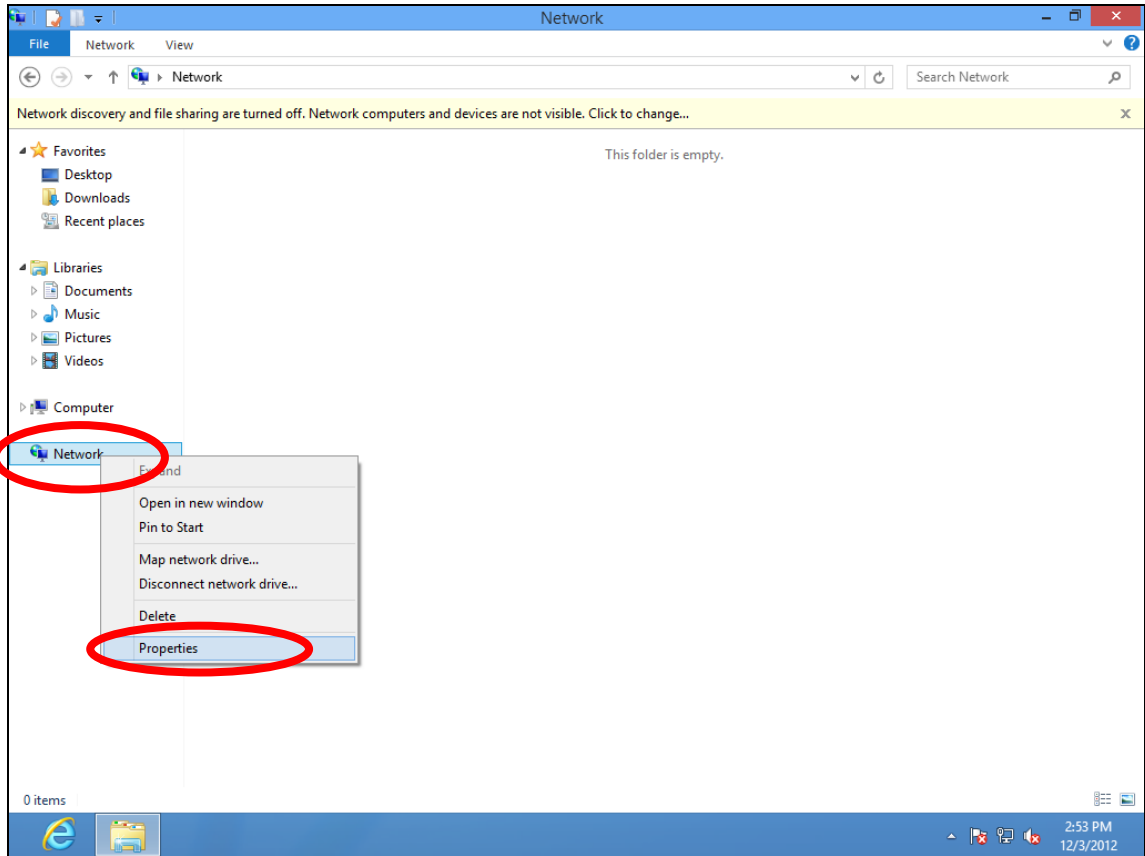 Network
File Network View
Network Search Network
Network discovery and file sharing are turned off. Network computers and devices are not visible. Click to change...
This folder is empty.
Favorites
Desktop
Downloads
Recent places
Libraries
Documents
Music
Pictures
Videos
Computer
Network
Expand
Open in new window
Pin to Start
Map network drive...
Disconnect network drive...
Delete
Properties
0 items
2:53 PM
12/3/2012